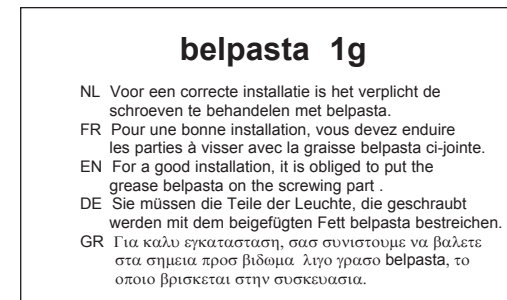 belpasta 1g
NL Voor een correcte installatie is het verplicht de
schroeven te behandelen met belpasta.
FR Pour une bonne installation, vous devez enduire
les parties à visser avec la graisse belpasta ci-jointe.
EN For a good installation, it is obliged to put the
grease belpasta on the screwing part .
DE Sie müssen die Teile der Leuchte, die geschraubt
werden mit dem beigefügten Fett belpasta bestreichen.
GR Για καλυ εγκατασταση, σασ συνιστουμε να βαλετε
στα σημεια προσ βιδωμα λιγο γρασο belpasta, το
οποιο βρισκεται στην συσκευασια.